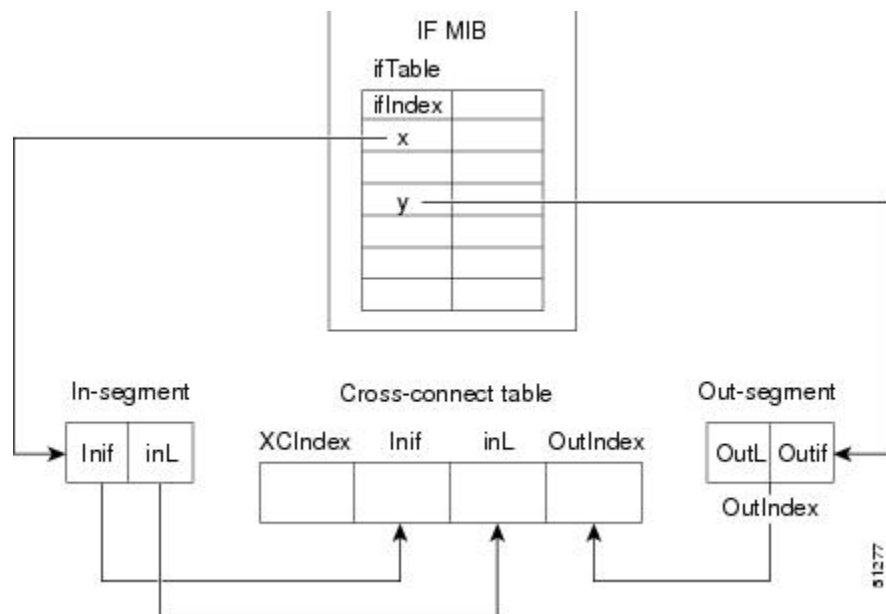 IF MIB
ifTable
ifIndex
x
y
In-segment Cross-connect table Out-segment
XCIndex Inif inL OutIndex
Inif inL OutL Outif
OutIndex
51277